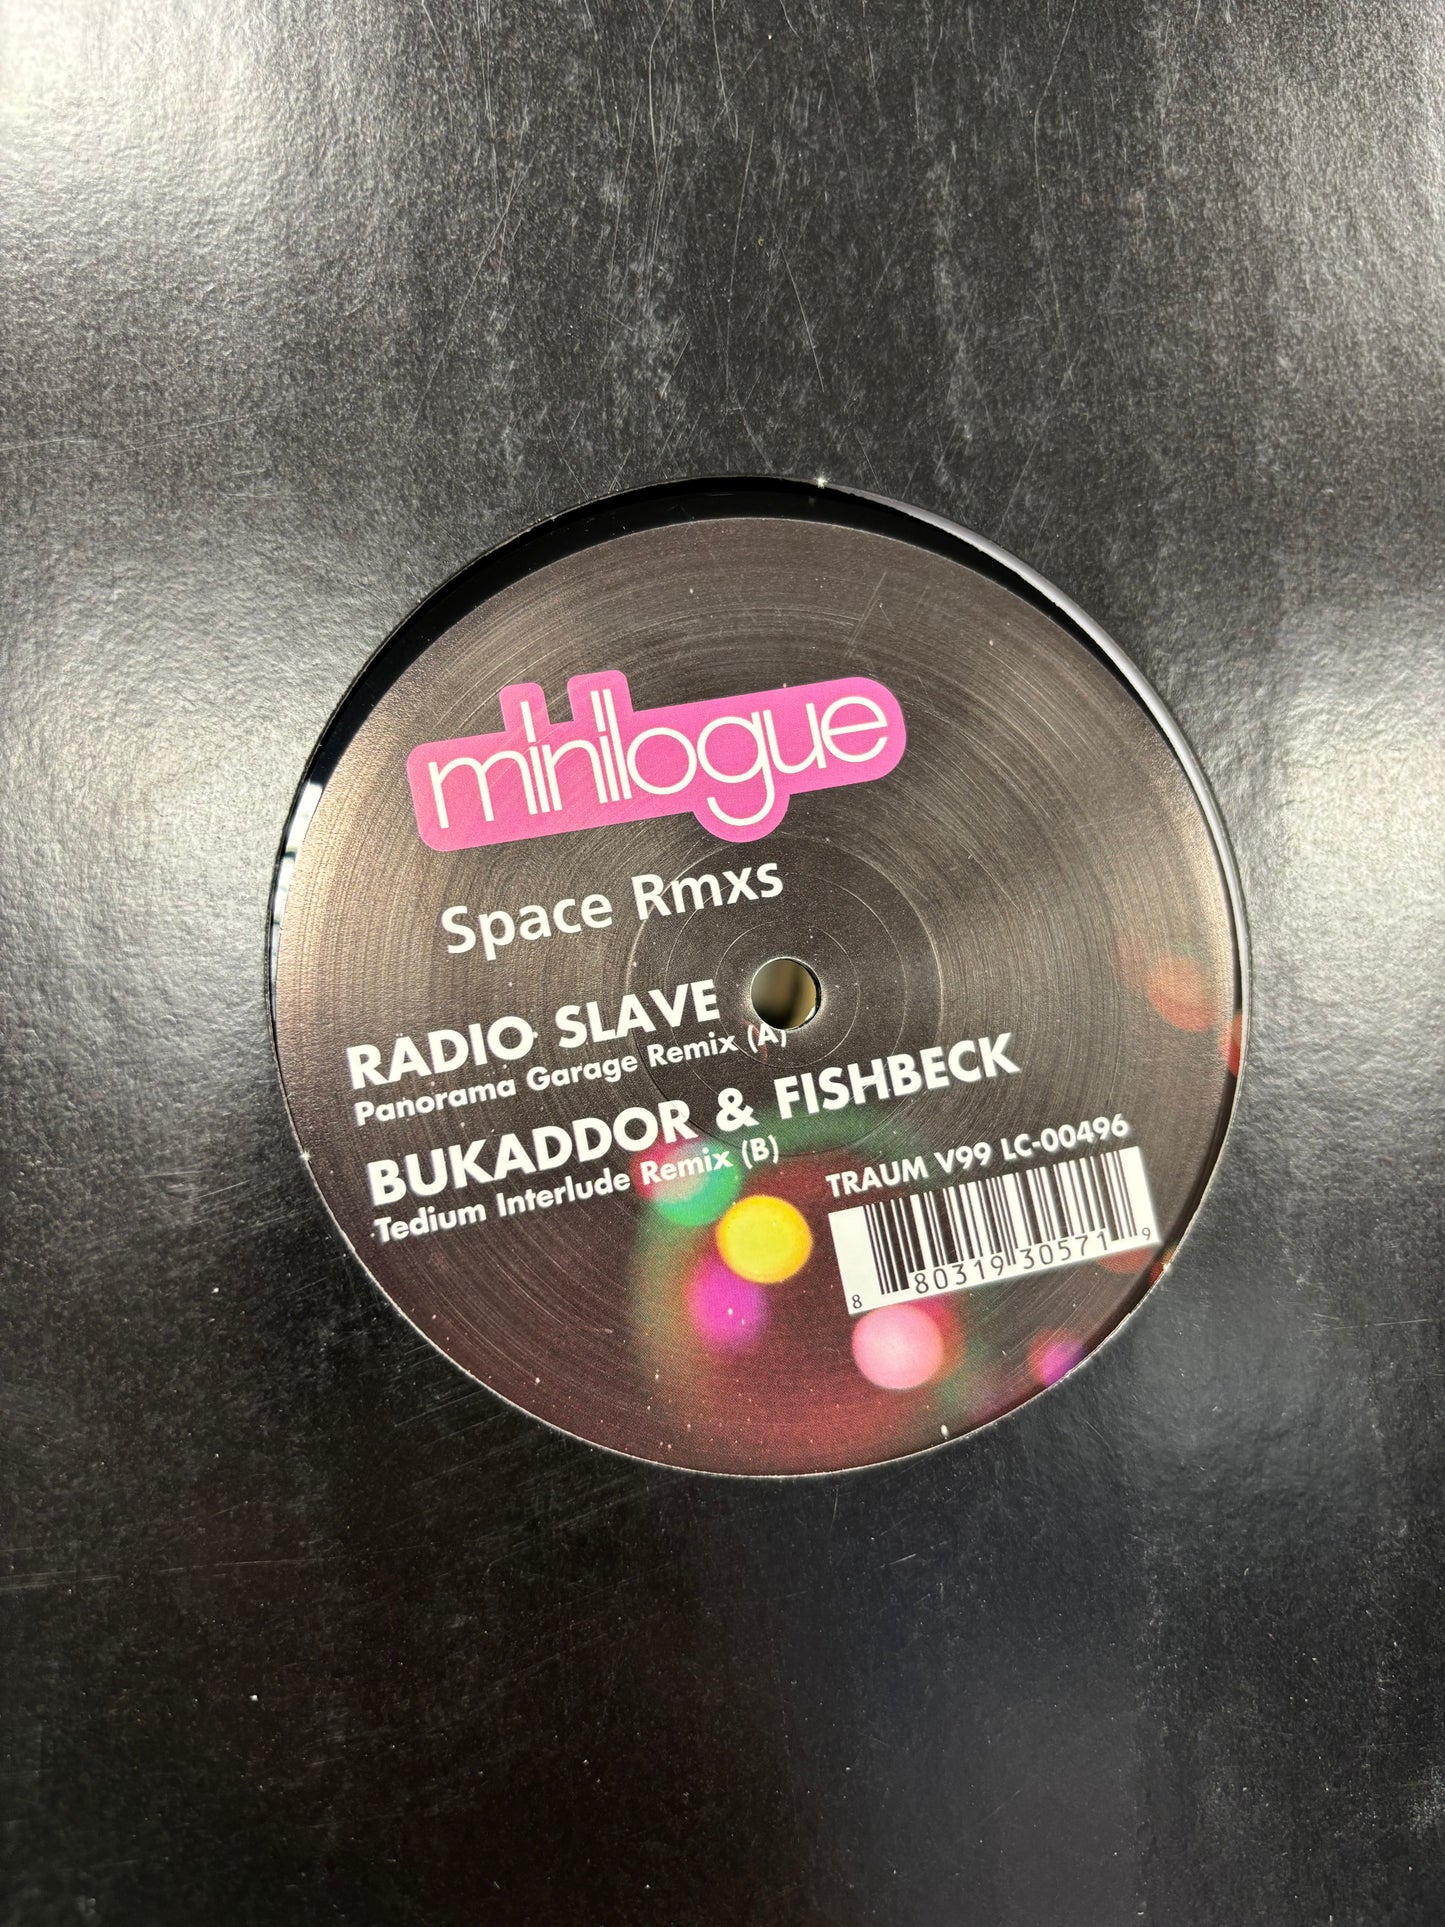 minilogue
Space Rmxs
RADIO SLAVE
Panorama Garage Remix (A)
BUKADDOR & FISHBECK
Tedium Interlude Remix (B)
TRAUM V99 LC-00496
8 80319 30571 9